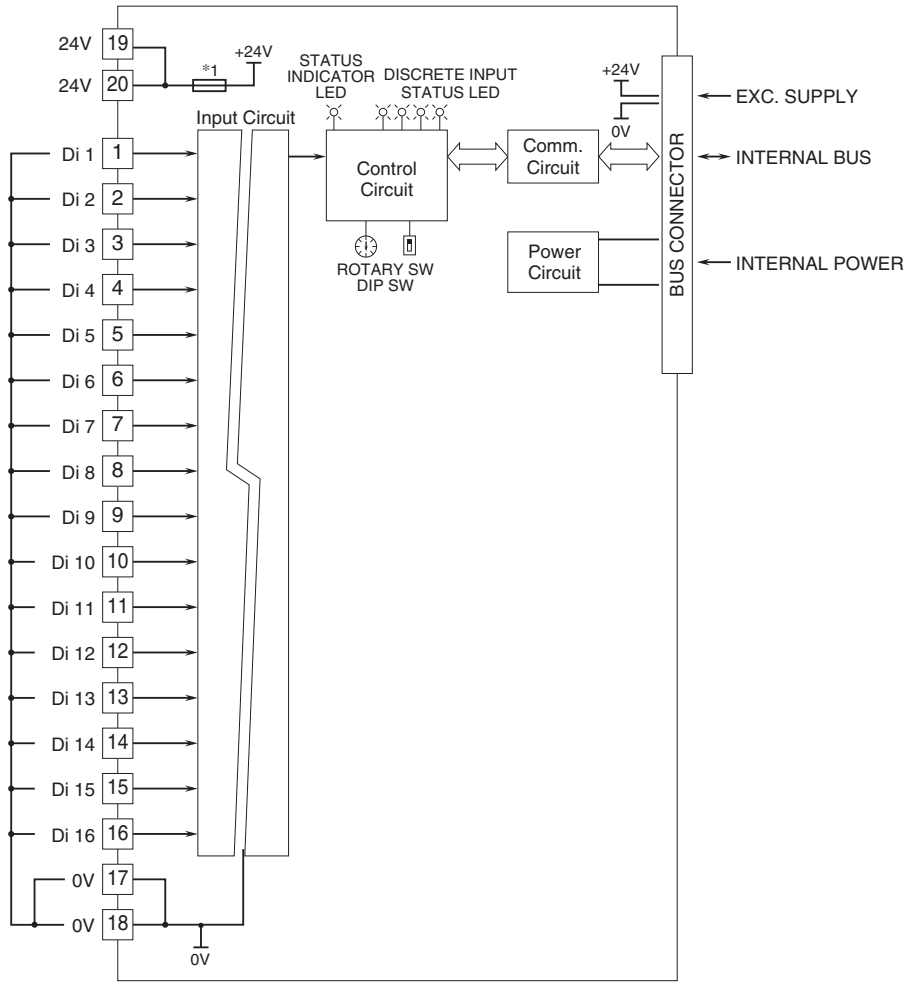 24V 19
24V 20
*1
+24V
STATUS
INDICATOR
LED
DISCRETE INPUT
STATUS LED
+24V
0V
EXC. SUPPLY
Input Circuit
Control
Circuit
Comm.
Circuit
INTERNAL BUS
BUS CONNECTOR
ROTARY SW
DIP SW
Power
Circuit
INTERNAL POWER
Di 1 1
Di 2 2
Di 3 3
Di 4 4
Di 5 5
Di 6 6
Di 7 7
Di 8 8
Di 9 9
Di 10 10
Di 11 11
Di 12 12
Di 13 13
Di 14 14
Di 15 15
Di 16 16
0V 17
0V 18
0V